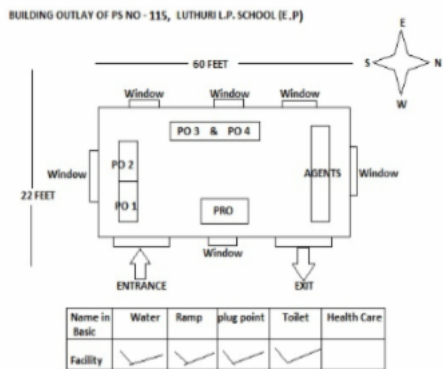 BUILDING OUTLAY OF PS NO - 115, LUTHURI L.P. SCHOOL (E,P)
E
S N
W
60 FEET
Window Window Window
PO 3 & PO 4
Window PO 2 AGENTS Window
22 FEET
PO 1 PRO
Window
ENTRANCE EXIT
Name in Basic Water Ramp plug point Toilet Health Care
Facility